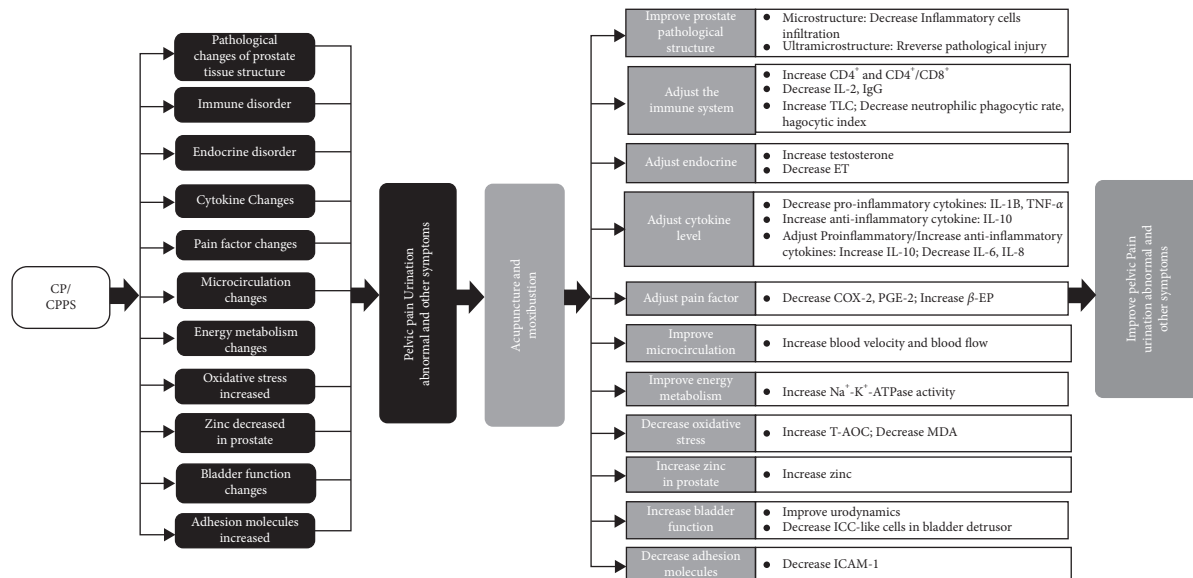 CP/
CPPS
Pathological
changes of prostate
tissue structure
Immune disorder
Endocrine disorder
Cytokine Changes
Pain factor changes
Microcirculation
changes
Energy metabolism
changes
Oxidative stress
increased
Zinc decreased
in prostate
Bladder function
changes
Adhesion molecules
increased
Pelvic pain Urination
abnormal and other symptoms
Acupuncture and
moxibustion
Improve prostate
pathological
structure
• Microstructure: Decrease Inflammatory cells
infiltration
• Ultramicrostructure: Rreverse pathological injury
Adjust the
immune system
• Increase CD4⁺ and CD4⁺/CD8⁺
• Decrease IL-2, IgG
• Increase TLC; Decrease neutrophilic phagocytic rate,
hagocytic index
Adjust endocrine
• Increase testosterone
• Decrease ET
Adjust cytokine
level
• Decrease pro-inflammatory cytokines: IL-1B, TNF-α
• Increase anti-inflammatory cytokine: IL-10
• Adjust Proinflammatory/Increase anti-inflammatory
cytokines: Increase IL-10; Decrease IL-6, IL-8
Adjust pain factor
• Decrease COX-2, PGE-2; Increase β-EP
Improve
microcirculation
• Increase blood velocity and blood flow
Improve energy
metabolism
• Increase Na⁺-K⁺-ATPase activity
Decrease oxidative
stress
• Increase T-AOC; Decrease MDA
Increase zinc
in prostate
• Increase zinc
Increase bladder
function
• Improve urodynamics
• Decrease ICC-like cells in bladder detrusor
Decrease adhesion
molecules
• Decrease ICAM-1
Improve pelvic Pain
urination abnormal and
other symptoms